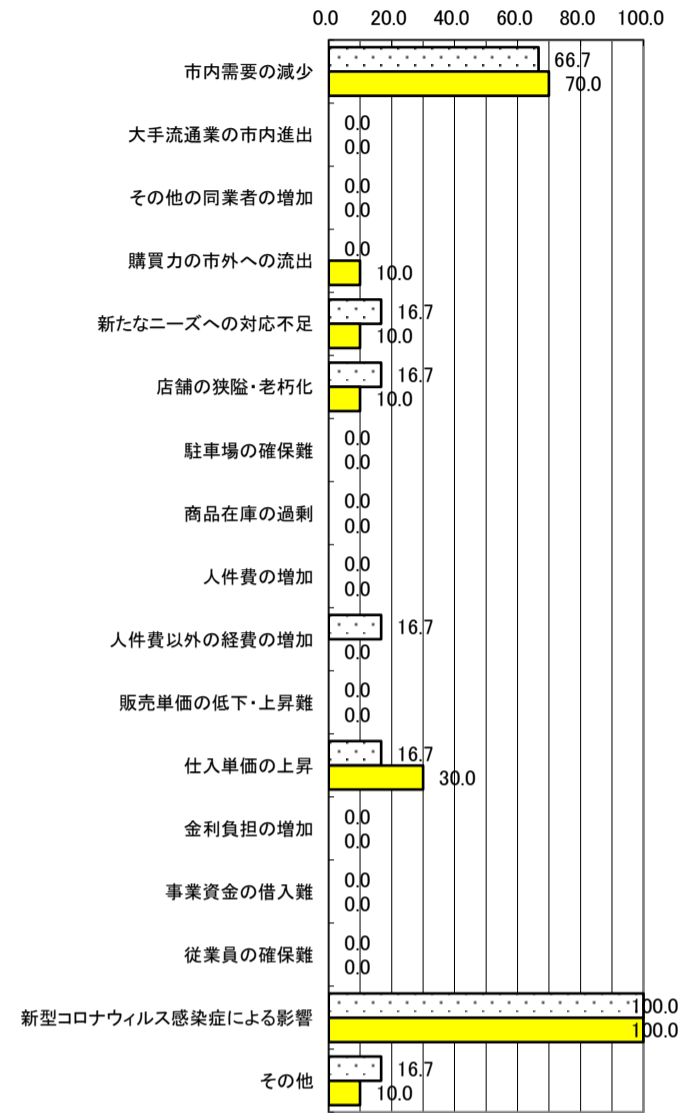 0.0 20.0 40.0 60.0 80.0 100.0
市内需要の減少
66.7
70.0
大手流通業の市内進出
0.0
0.0
その他の同業者の増加
0.0
0.0
購買力の市外への流出
0.0
10.0
新たなニーズへの対応不足
16.7
10.0
店舗の狭隘・老朽化
16.7
10.0
駐車場の確保難
0.0
0.0
商品在庫の過剰
0.0
0.0
人件費の増加
0.0
0.0
人件費以外の経費の増加
16.7
0.0
販売単価の低下・上昇難
0.0
0.0
仕入単価の上昇
16.7
30.0
金利負担の増加
0.0
0.0
事業資金の借入難
0.0
0.0
従業員の確保難
0.0
0.0
新型コロナウィルス感染症による影響
100.0
100.0
その他
16.7
10.0